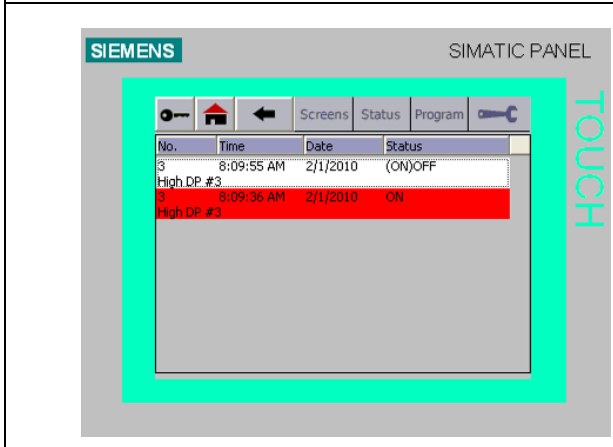 SIEMENS SIMATIC PANEL
TOUCH
Screens Status Program
No. Time Date Status
3 8:09:55 AM 2/1/2010 (ON)OFF
High DP #3
3 8:09:36 AM 2/1/2010 ON
High DP #3